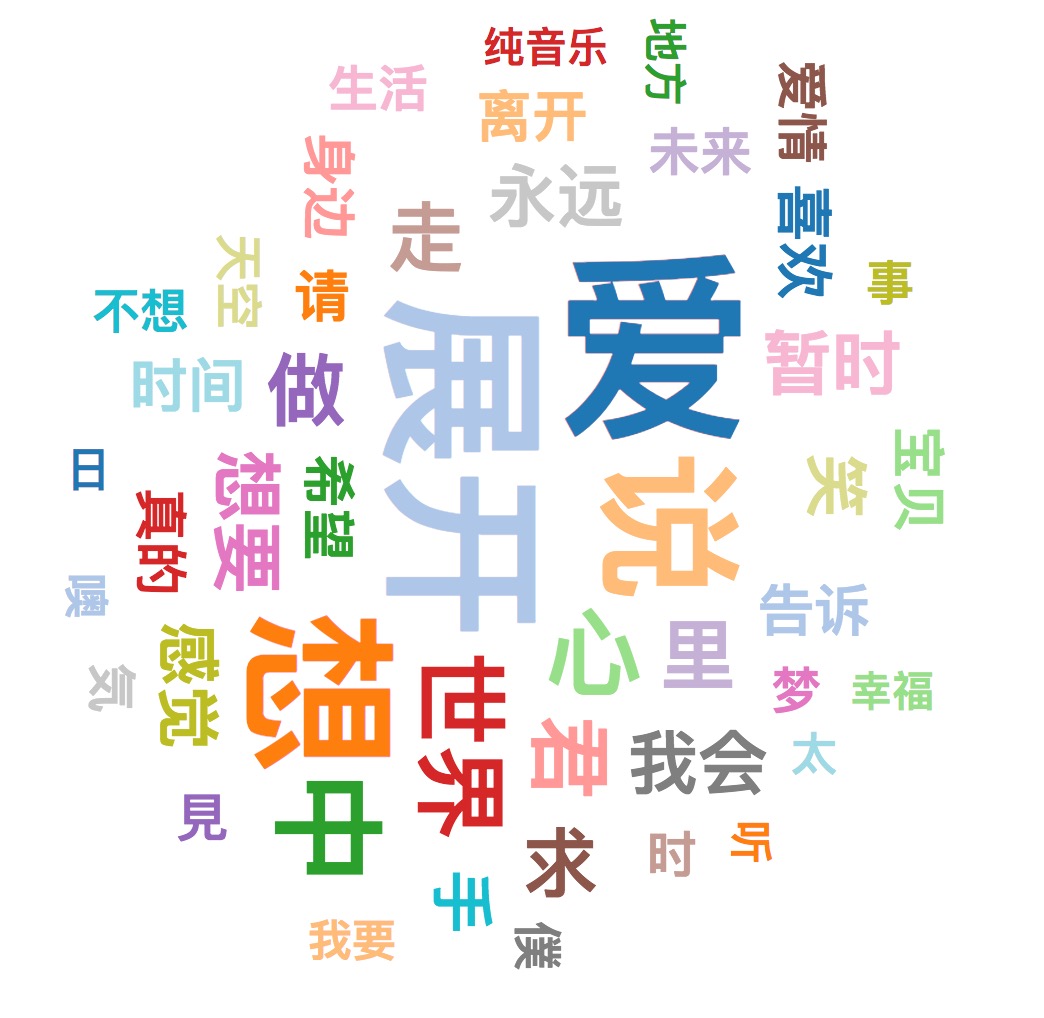 纯音乐
地方
生活
爱情
离开
未来
身边
永远
喜欢
走
天空
请
爱
事
不想
展开
暂时
时间
做
宝贝
日
想要
希望
说
笑
真的
噢
告诉
感觉
想
心
里
世界
気
梦
幸福
君
我会
太
見
中
求
时
听
手
我要
僕